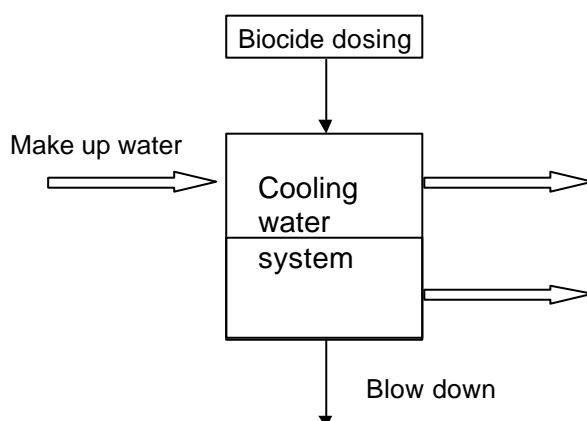 Biocide dosing
Make up water
Cooling
water
system
Blow down